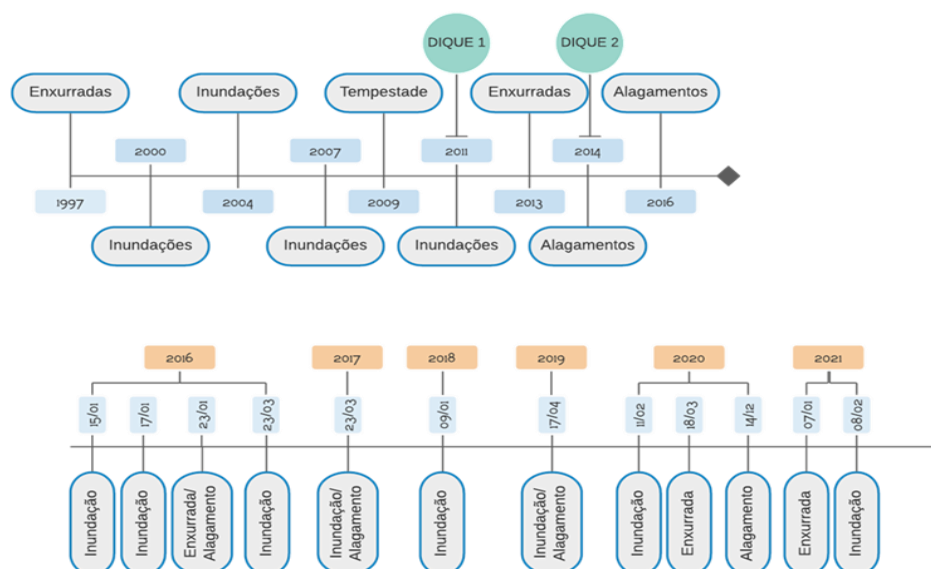 DIQUE 1
DIQUE 2
Enxurradas
Inundações
Tempestade
Enxurradas
Alagamentos
2000
2007
2011
2014
1997
2004
2009
2013
2016
Inundações
Inundações
Inundações
Alagamentos
2016
2017
2018
2019
2020
2021
15/01
17/01
23/01
23/03
23/03
09/01
17/04
11/02
18/03
14/12
07/01
08/02
Inundação
Inundação
Enxurrada/
Alagamento
Inundação
Inundação/
Alagamento
Inundação
Inundação/
Alagamento
Inundação
Enxurrada
Alagamento
Enxurrada
Inundação